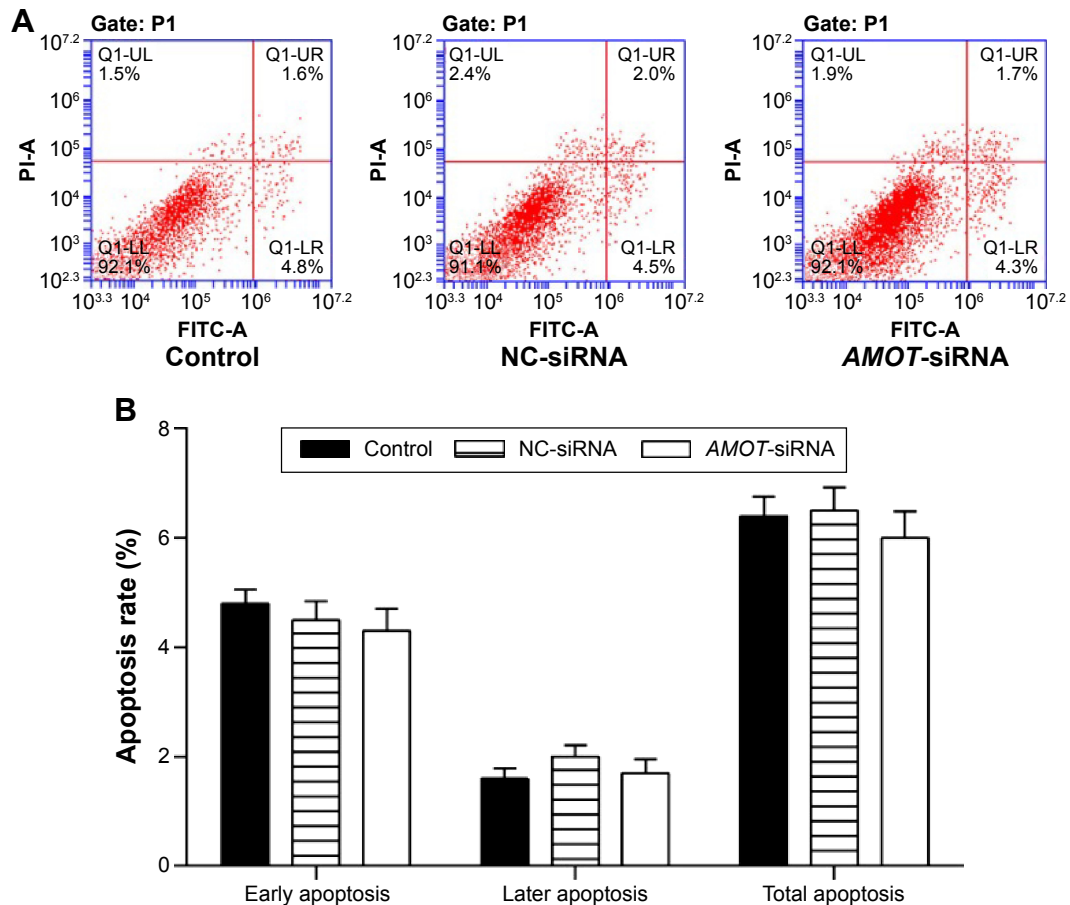 A
Gate: P1
Q1-UL
1.5%
Q1-UR
1.6%
Q1-LL
92.1%
Q1-LR
4.8%
10^7.2
10^6
10^5
10^4
10^3
10^2.3
PI-A
10^3.3 10^4 10^5 10^6 10^7.2
FITC-A
Control
Gate: P1
Q1-UL
2.4%
Q1-UR
2.0%
Q1-LL
91.1%
Q1-LR
4.5%
10^7.2
10^6
10^5
10^4
10^3
10^2.3
PI-A
10^3.3 10^4 10^5 10^6 10^7.2
FITC-A
NC-siRNA
Gate: P1
Q1-UL
1.9%
Q1-UR
1.7%
Q1-LL
92.1%
Q1-LR
4.3%
10^7.2
10^6
10^5
10^4
10^3
10^2.3
PI-A
10^3.3 10^4 10^5 10^6 10^7.2
FITC-A
AMOT-siRNA
B
Control NC-siRNA AMOT-siRNA
Apoptosis rate (%)
8
6
4
2
0
Early apoptosis Later apoptosis Total apoptosis